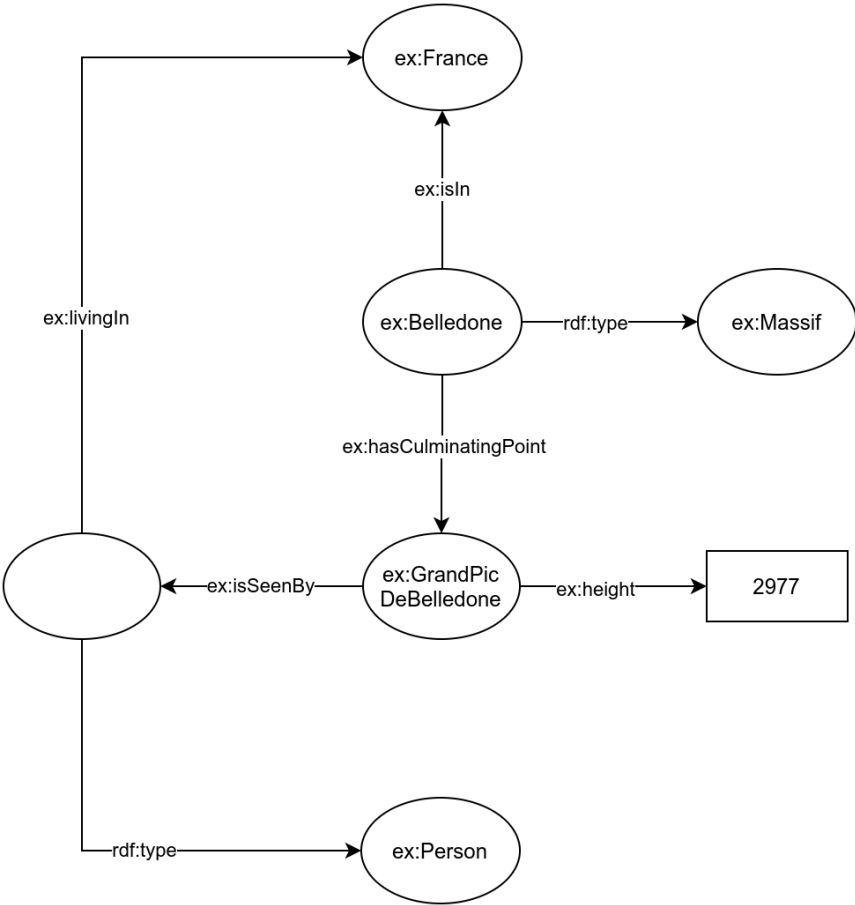 ex:France
ex:isIn
ex:livingIn
ex:Belledone
rdf:type
ex:Massif
ex:hasCulminatingPoint
ex:isSeenBy
ex:GrandPic
DeBelledone
ex:height
2977
rdf:type
ex:Person